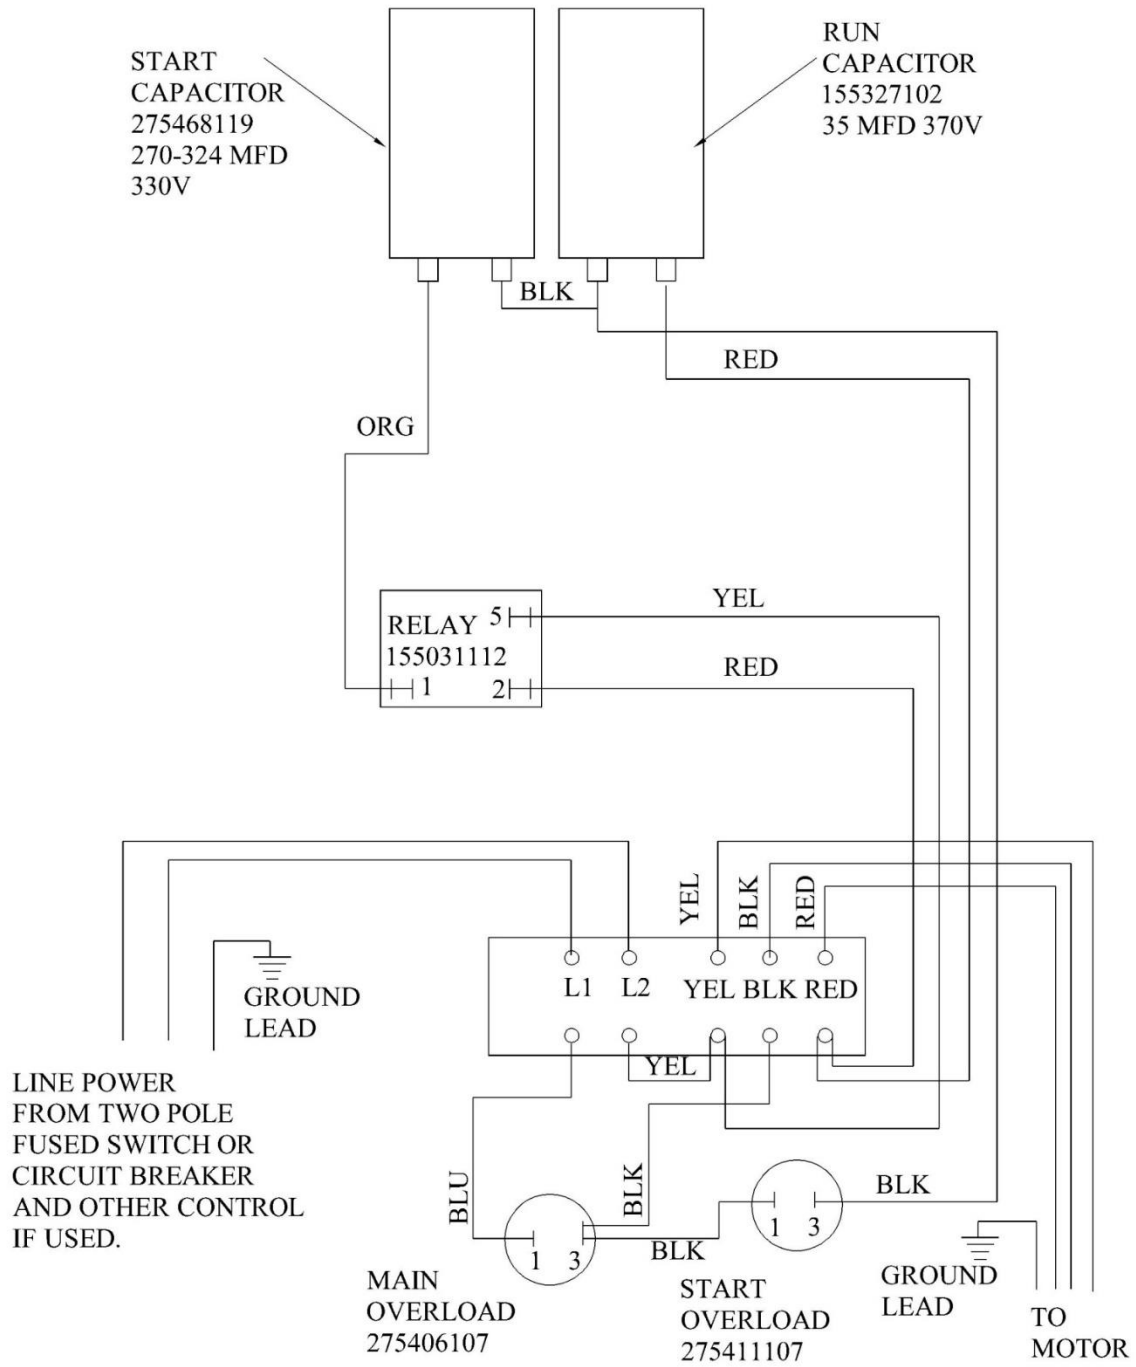 START
CAPACITOR
275468119
270-324 MFD
330V
RUN
CAPACITOR
155327102
35 MFD 370V
BLK
RED
ORG
YEL
RELAY 5
155031112
1 2
RED
YEL BLK RED
L1 L2 YEL BLK RED
GROUND
LEAD
YEL
LINE POWER
FROM TWO POLE
FUSED SWITCH OR
CIRCUIT BREAKER
AND OTHER CONTROL
IF USED.
BLU
BLK
BLK
1 3
BLK
1 3
MAIN
OVERLOAD
275406107
START
OVERLOAD
275411107
GROUND
LEAD
TO
MOTOR